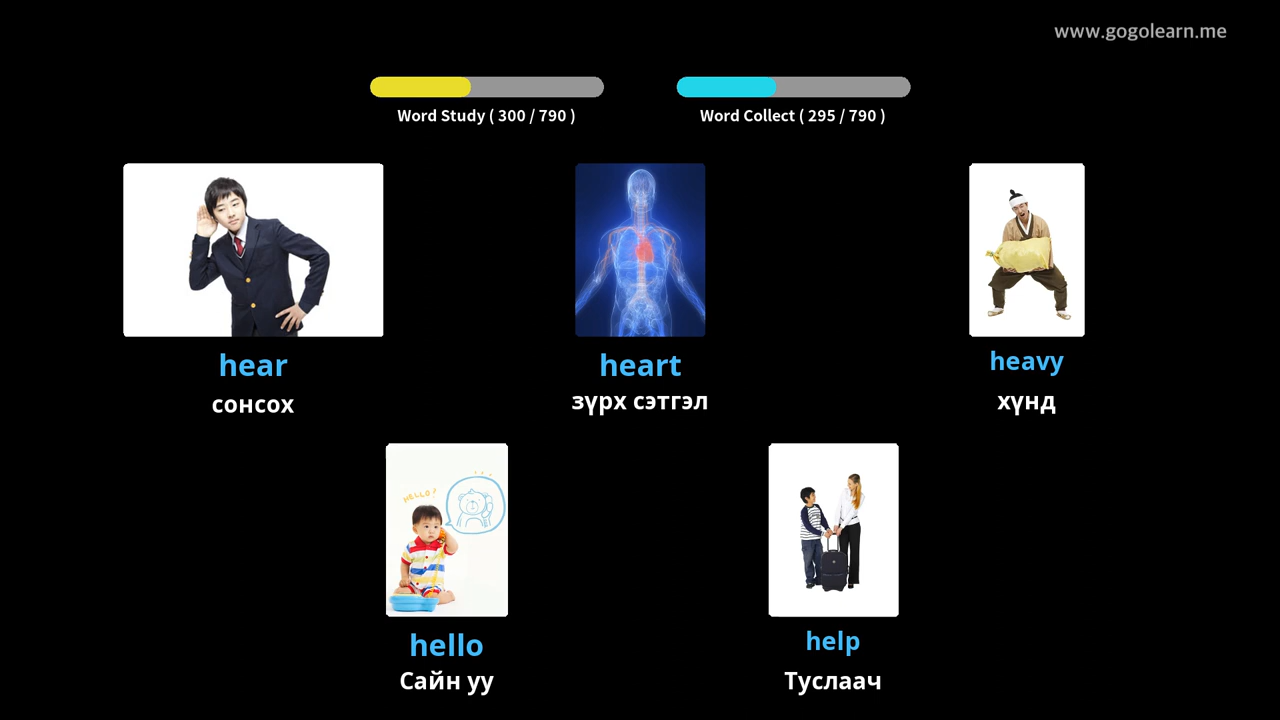 www.gogolearn.me
Word Study ( 300 / 790 )
Word Collect ( 295 / 790 )
hear
сонсох
heart
зүрх сэтгэл
heavy
хүнд
HELLO!
hello
Сайн уу
help
Туслаач